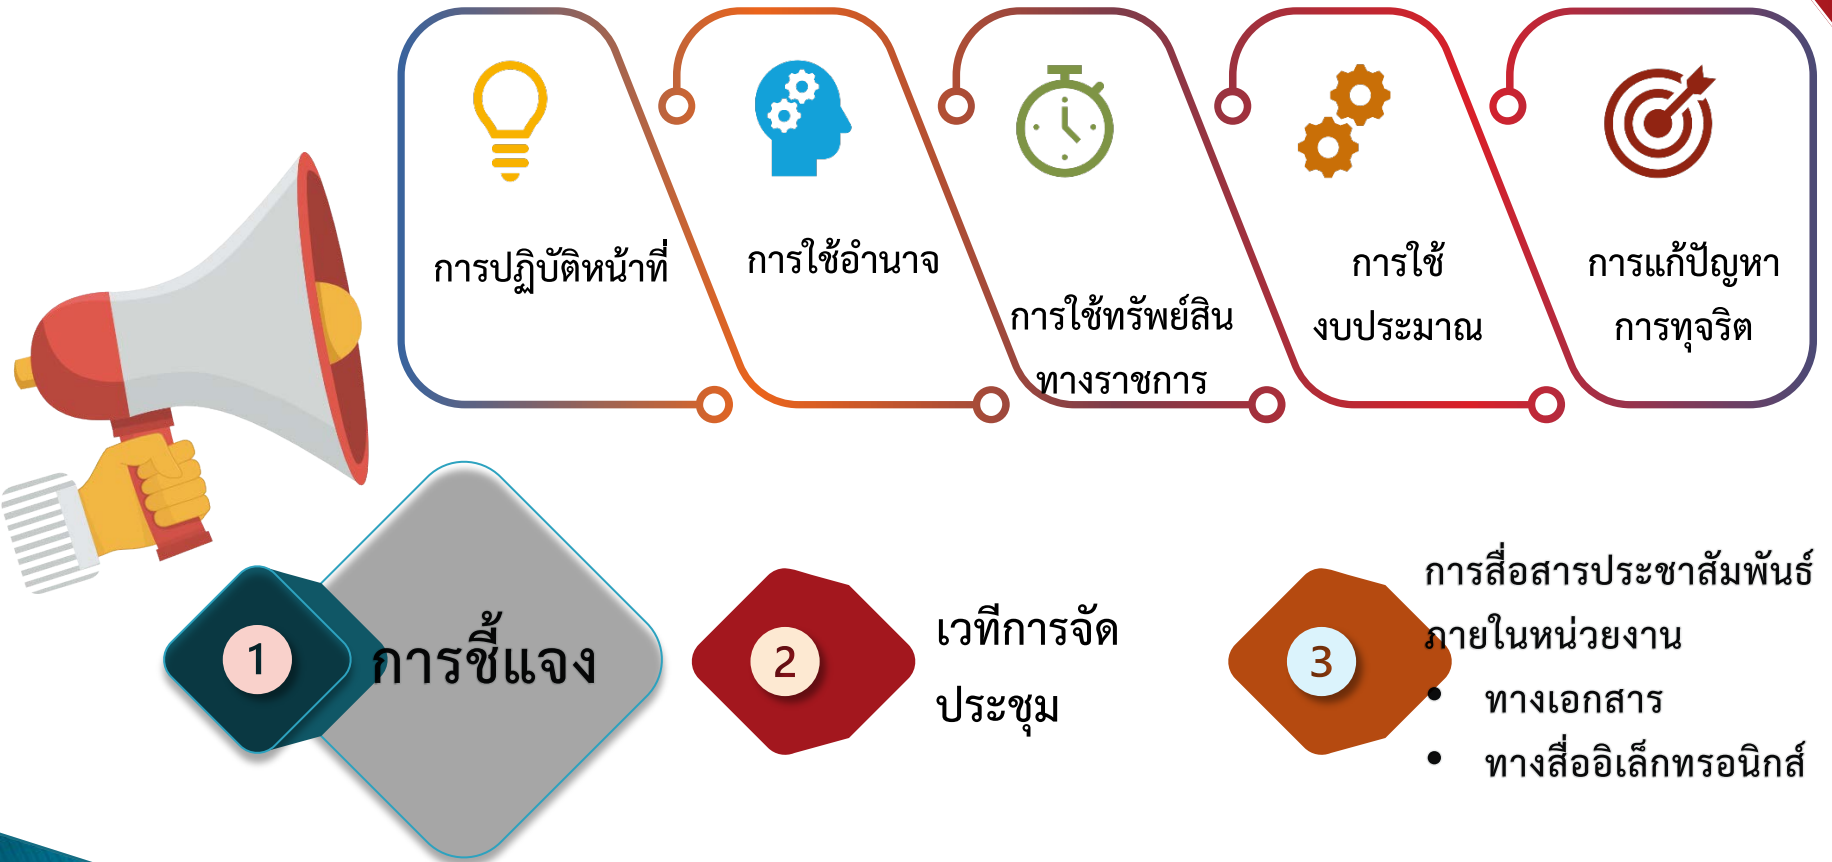 การปฏิบัติหน้าที่
การใช้อำนาจ
การใช้ทรัพย์สิน
ทางราชการ
การใช้
งบประมาณ
การแก้ปัญหา
การทุจริต
1
การชี้แจง
2
เวทีการจัด
ประชุม
3
การสื่อสารประชาสัมพันธ์
ภายในหน่วยงาน
• ทางเอกสาร
• ทางสื่ออิเล็กทรอนิกส์